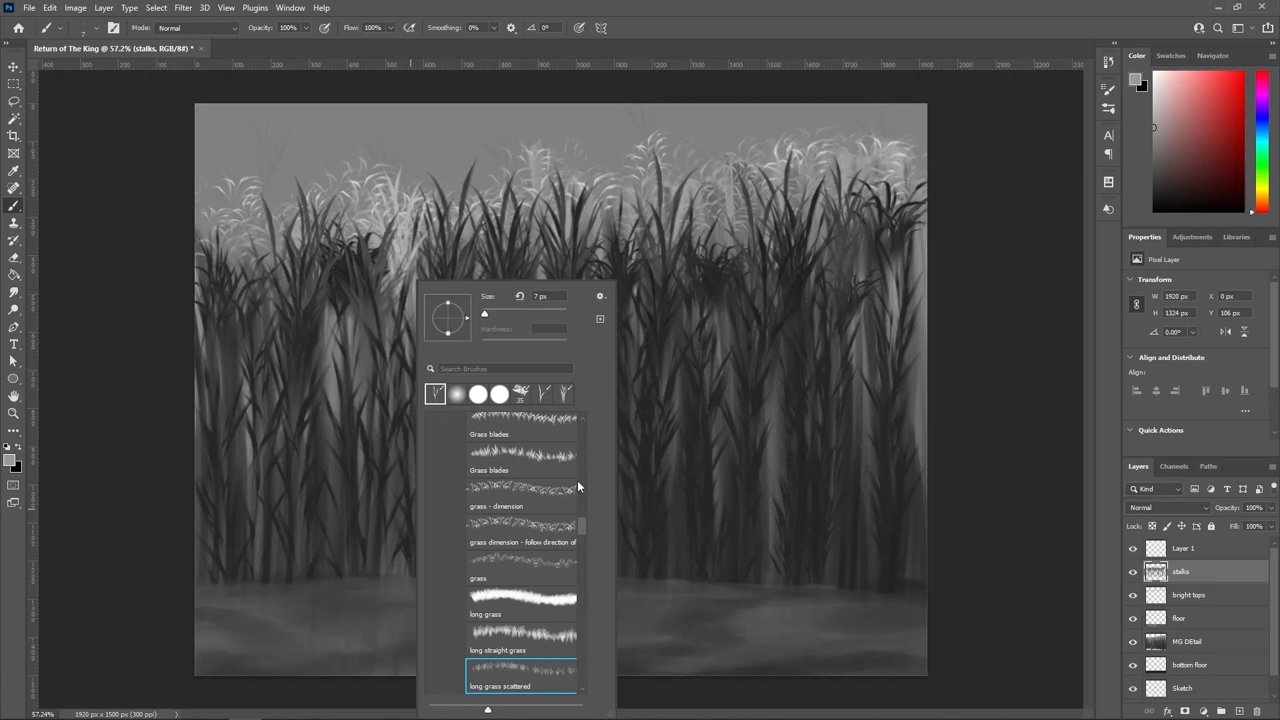 Ps File Edit Image Layer Type Select Filter 3D View Plugins Window Help
7 Mode: Normal Opacity: 100% Flow: 100% Smoothing: 0% 0°
Return of The King @ 57.2% (stalks, RGB/8#) * ×
Color Swatches Navigator
Size: 7 px
Hardness:
Search Brushes
35
Grass blades
Grass blades
grass - dimension
grass dimension - follow direction of
grass
long grass
long straight grass
long grass scattered
Properties Adjustments Libraries
Pixel Layer
Transform
W 1920 px X 0 px
H 1324 px Y 106 px
0.00°
Align and Distribute
Align:
Quick Actions
Layers Channels Paths
Kind
Normal Opacity: 100%
Lock: Fill: 100%
Layer 1
stalks
bright tops
floor
MG DEtail
bottom floor
Sketch
57.24% 1920 px x 1500 px (300 ppi)